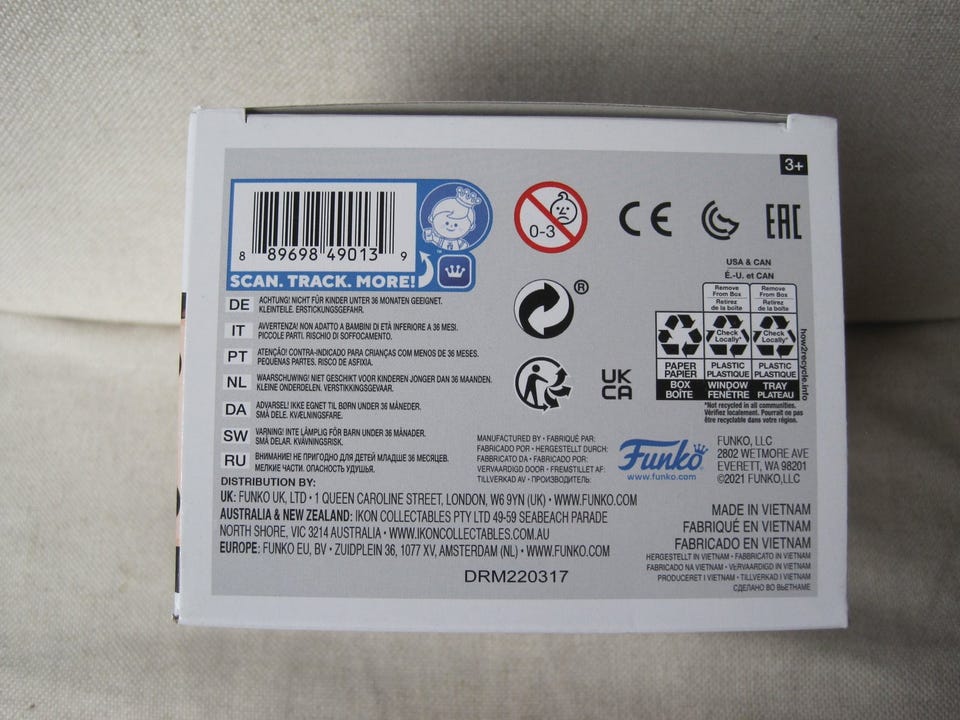 3+
8 89698 49013 9
SCAN. TRACK. MORE!
™
0-3
CE
EAC
DE ACHTUNG! NICHT FÜR KINDER UNTER 36 MONATEN GEEIGNET.
KLEINTEILE. ERSTICKUNGSGEFAHR.
IT AVVERTENZA! NON ADATTO A BAMBINI DI ETÀ INFERIORE A 36 MESI.
PICCOLE PARTI. RISCHIO DI SOFFOCAMENTO.
PT ATENÇÃO! CONTRA-INDICADO PARA CRIANÇAS COM MENOS DE 36 MESES.
PEQUENAS PARTES. RISCO DE ASFIXIA.
NL WAARSCHUWING! NIET GESCHIKT VOOR KINDEREN JONGER DAN 36 MAANDEN.
KLEINE ONDERDELEN. VERSTIKKINGSGEVAAR.
DA ADVARSEL! IKKE EGNET TIL BØRN UNDER 36 MÅNEDER.
SMÅ DELE. KVÆLNINGSFARE.
SW VARNING! INTE LÄMPLIG FÖR BARN UNDER 36 MÅNADER.
SMÅ DELAR. KVÄVNINGSRISK.
RU ВНИМАНИЕ! НЕ ПРИГОДНО ДЛЯ ДЕТЕЙ МЛАДШЕ 36 МЕСЯЦЕВ.
МЕЛКИЕ ЧАСТИ. ОПАСНОСТЬ УДУШЬЯ.
®
UK
CA
USA & CAN
É.-U. et CAN
Remove From Box
Retirez de la boîte
Remove From Box
Retirez de la boîte
Check Locally*
Check Locally*
PAPER
PAPIER
BOX
BOÎTE
PLASTIC
PLASTIQUE
WINDOW
FENÊTRE
PLASTIC
PLASTIQUE
TRAY
PLATEAU
how2recycle.info
*Not recycled in all communities.
Vérifiez localement. Pourrait ne pas
être recyclable dans votre région.
MANUFACTURED BY • FABRIQUÉ PAR:
FABRICADO POR • HERGESTELLT DURCH:
FABBRICATO DA • FABRICADO POR:
VERVAARDIGD DOOR • FREMSTILLET AF:
TILLVERKAD AV • ПРОИЗВОДИТЕЛЬ:
Funko
www.funko.com
FUNKO, LLC
2802 WETMORE AVE
EVERETT, WA 98201
©2021 FUNKO,LLC
DISTRIBUTION BY:
UK: FUNKO UK, LTD • 1 QUEEN CAROLINE STREET, LONDON, W6 9YN (UK) • WWW.FUNKO.COM
AUSTRALIA & NEW ZEALAND: IKON COLLECTABLES PTY LTD 49-59 SEABEACH PARADE
NORTH SHORE, VIC 3214 AUSTRALIA • WWW.IKONCOLLECTABLES.COM.AU
EUROPE: FUNKO EU, BV • ZUIDPLEIN 36, 1077 XV, AMSTERDAM (NL) • WWW.FUNKO.COM
DRM220317
MADE IN VIETNAM
FABRIQUÉ EN VIETNAM
FABRICADO EN VIETNAM
HERGESTELLT IN VIETNAM • FABBRICATO IN VIETNAM
FABRICADO NA VIETNAM • VERVAARDIGD IN VIETNAM
PRODUCERET I VIETNAM • TILLVERKAD I VIETNAM
СДЕЛАНО ВО ВЬЕТНАМЕ